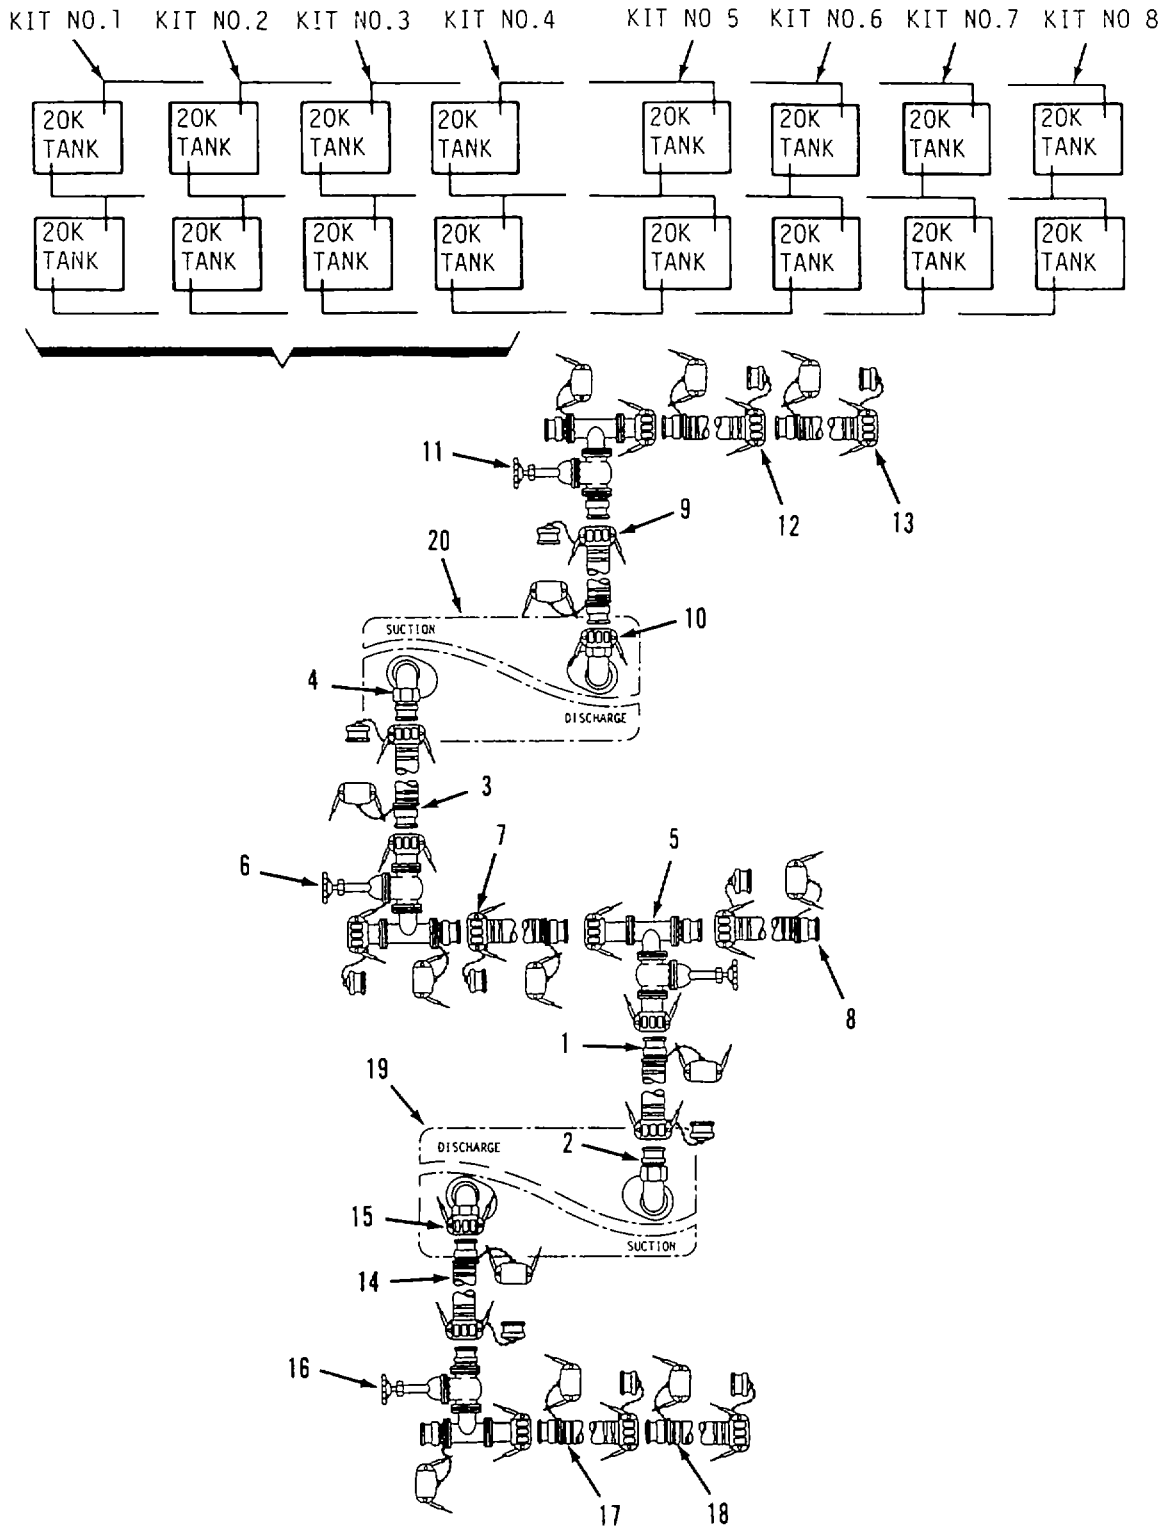 KIT NO.1 KIT NO.2 KIT NO.3 KIT NO.4 KIT NO 5 KIT NO.6 KIT NO.7 KIT NO 8
20K 20K 20K 20K 20K 20K 20K 20K
TANK TANK TANK TANK TANK TANK TANK TANK
20K 20K 20K 20K 20K 20K 20K 20K
TANK TANK TANK TANK TANK TANK TANK TANK
11
12
13
9
20
10
SUCTION
4
DISCHARGE
3
7
5
6
8
1
19
2
DISCHARGE
15
SUCTION
14
16
17
18